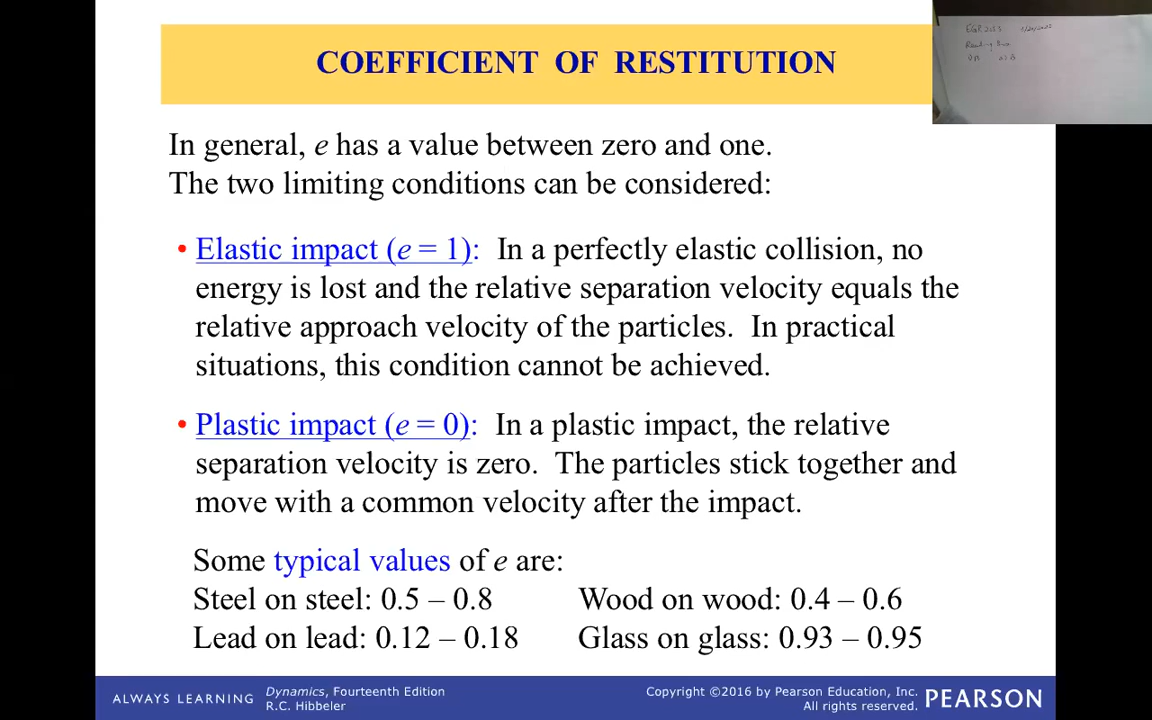 COEFFICIENT OF RESTITUTION
EGR 2053
In general, e has a value between zero and one.
The two limiting conditions can be considered:
• Elastic impact (e = 1): In a perfectly elastic collision, no
energy is lost and the relative separation velocity equals the
relative approach velocity of the particles. In practical
situations, this condition cannot be achieved.
• Plastic impact (e = 0): In a plastic impact, the relative
separation velocity is zero. The particles stick together and
move with a common velocity after the impact.
Some typical values of e are:
Steel on steel: 0.5 – 0.8 Wood on wood: 0.4 – 0.6
Lead on lead: 0.12 – 0.18 Glass on glass: 0.93 – 0.95
ALWAYS LEARNING
Dynamics, Fourteenth Edition
R.C. Hibbeler
Copyright ©2016 by Pearson Education, Inc.
All rights reserved.
PEARSON